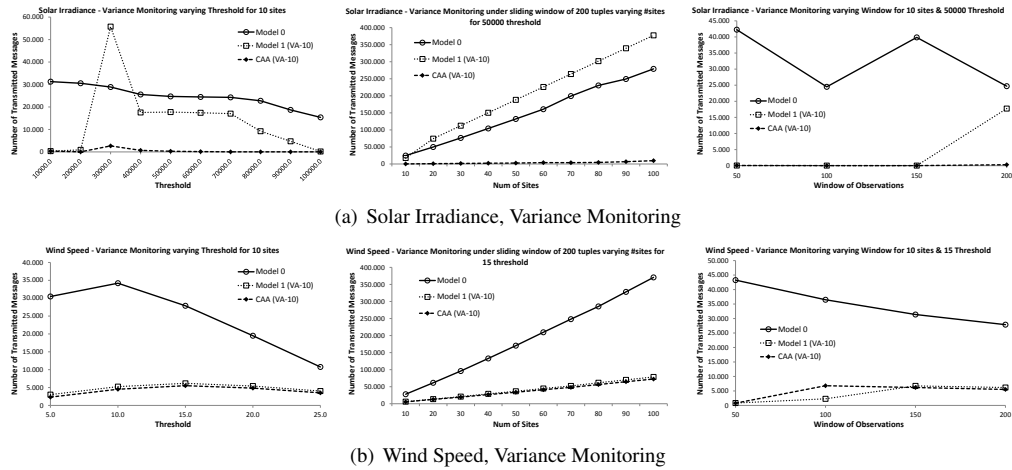 Solar Irradiance - Variance Monitoring varying Threshold for 10 sites
Number of Transmitted Messages
60.000
50.000
40.000
30.000
20.000
10.000
0
Model 0
Model 1 (VA-10)
CAA (VA-10)
10000.0
20000.0
30000.0
40000.0
50000.0
60000.0
70000.0
80000.0
90000.0
100000.0
Threshold
Solar Irradiance - Variance Monitoring under sliding window of 200 tuples varying #sites
for 50000 threshold
Number of Transmitted Messages
400.000
350.000
300.000
250.000
200.000
150.000
100.000
50.000
0
Model 0
Model 1 (VA-10)
CAA (VA-10)
10 20 30 40 50 60 70 80 90 100
Num of Sites
Solar Irradiance - Variance Monitoring varying Window for 10 sites & 50000 Threshold
Number of Transmitted Messages
45.000
40.000
35.000
30.000
25.000
20.000
15.000
10.000
5.000
0
Model 0
Model 1 (VA-10)
CAA (VA-10)
50 100 150 200
Window of Observations
(a) Solar Irradiance, Variance Monitoring
Wind Speed - Variance Monitoring varying Threshold for 10 sites
Number of Transmitted Messages
40.000
35.000
30.000
25.000
20.000
15.000
10.000
5.000
0
Model 0
Model 1 (VA-10)
CAA (VA-10)
5.0 10.0 15.0 20.0 25.0
Threshold
Wind Speed - Variance Monitoring under sliding window of 200 tuples varying #sites for
15 threshold
Number of Transmitted Messages
400.000
350.000
300.000
250.000
200.000
150.000
100.000
50.000
0
Model 0
Model 1 (VA-10)
CAA (VA-10)
10 20 30 40 50 60 70 80 90 100
Num of Sites
Wind Speed - Variance Monitoring varying Window for 10 sites & 15 Threshold
Number of Transmitted Messages
50.000
45.000
40.000
35.000
30.000
25.000
20.000
15.000
10.000
5.000
0
Model 0
Model 1 (VA-10)
CAA (VA-10)
50 100 150 200
Window of Observations
(b) Wind Speed, Variance Monitoring